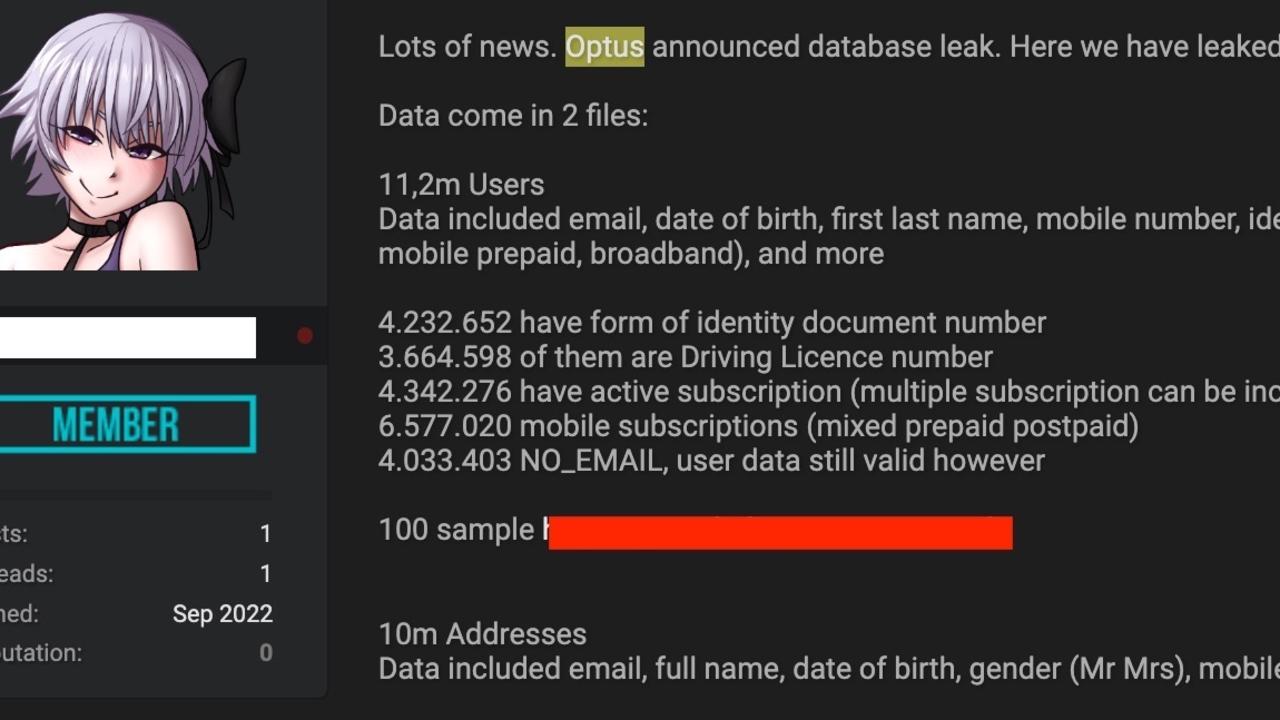 Lots of news. Optus announced database leak. Here we have leaked
Data come in 2 files:
11,2m Users
Data included email, date of birth, first last name, mobile number, ide
mobile prepaid, broadband), and more
4.232.652 have form of identity document number
3.664.598 of them are Driving Licence number
4.342.276 have active subscription (multiple subscription can be inc
6.577.020 mobile subscriptions (mixed prepaid postpaid)
4.033.403 NO_EMAIL, user data still valid however
100 sample h
10m Addresses
Data included email, full name, date of birth, gender (Mr Mrs), mobile
MEMBER
sts: 1
eads: 1
ned: Sep 2022
utation: 0